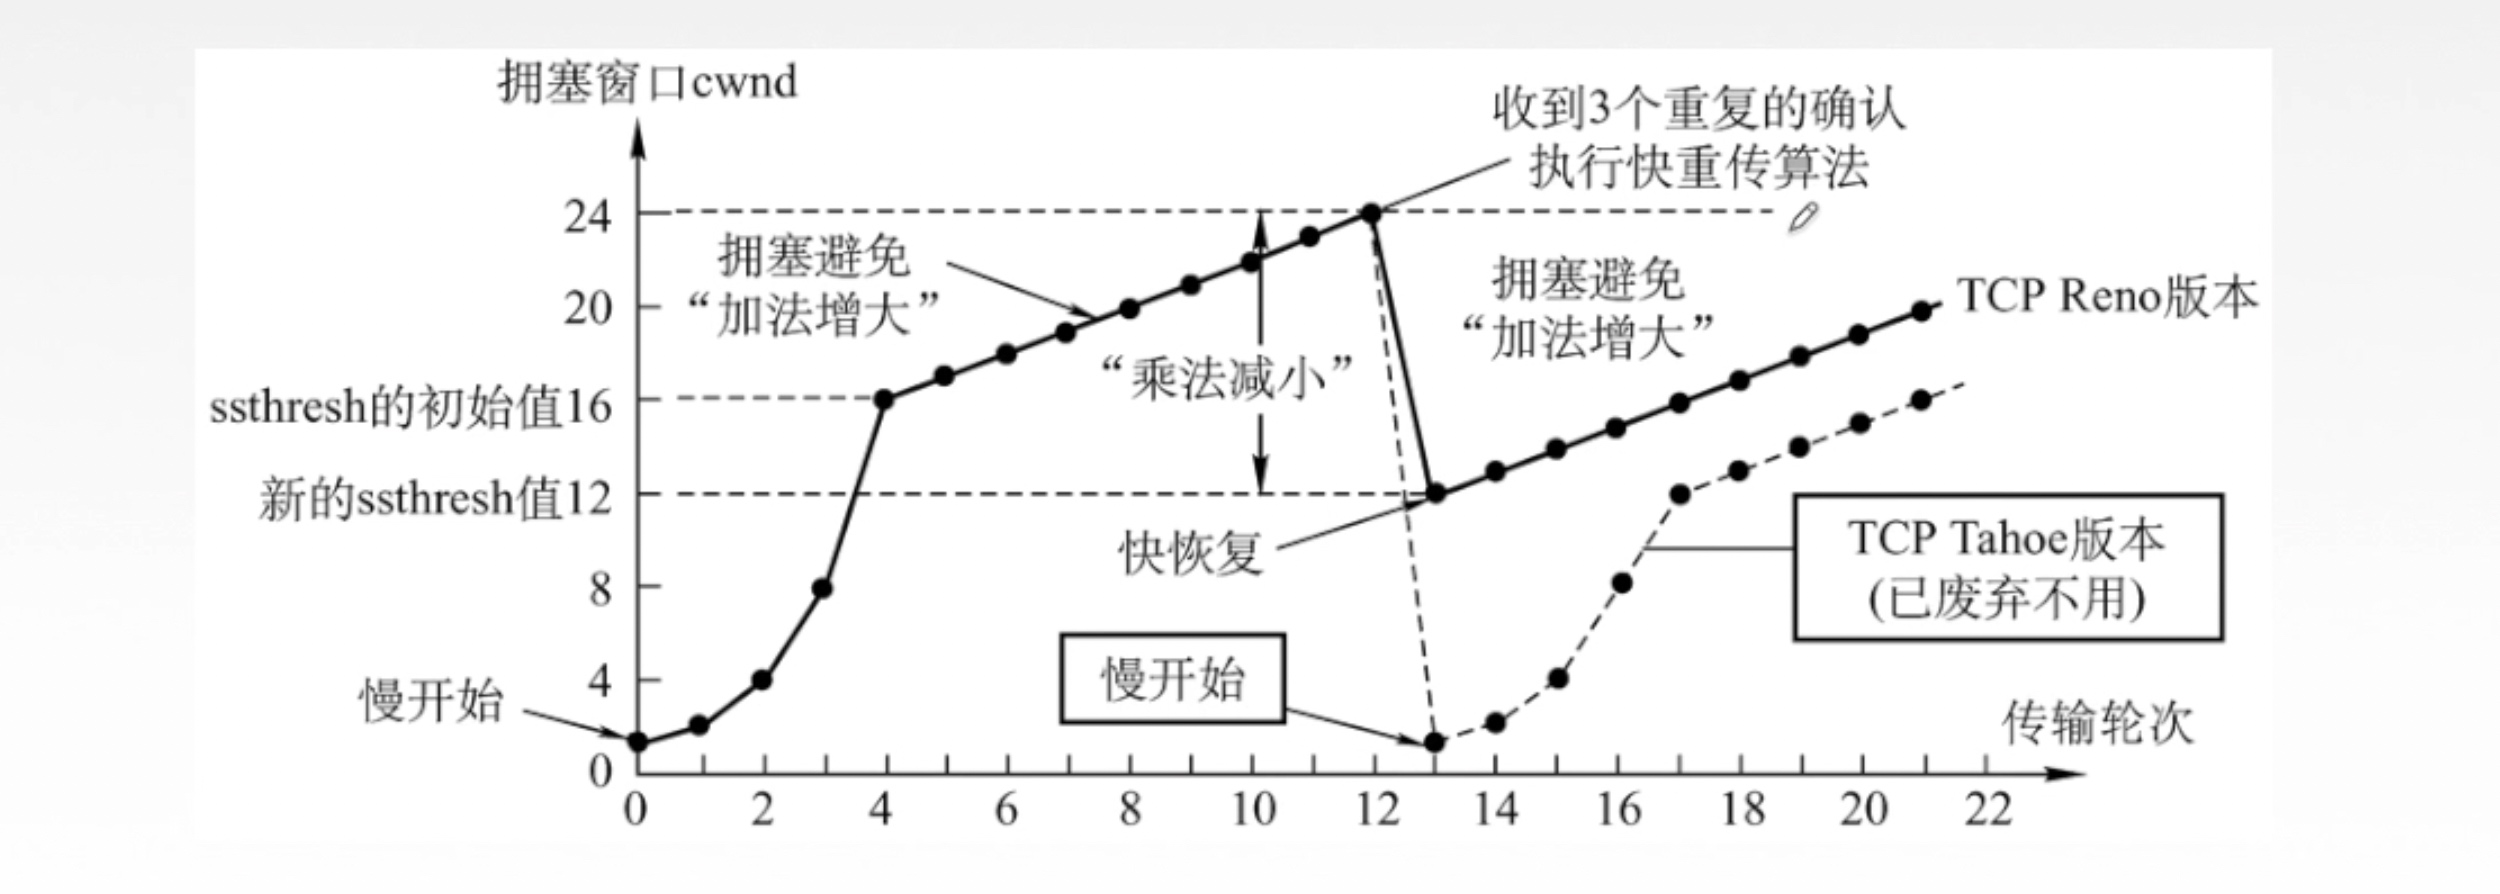 拥塞窗口cwnd
收到3个重复的确认
执行快重传算法
24
拥塞避免
“加法增大”
拥塞避免
“加法增大”
TCP Reno版本
20
“乘法减小”
ssthresh的初始值16
新的ssthresh值12
快恢复
TCP Tahoe版本
(已废弃不用)
8
慢开始
4
慢开始
传输轮次
0
0 2 4 6 8 10 12 14 16 18 20 22